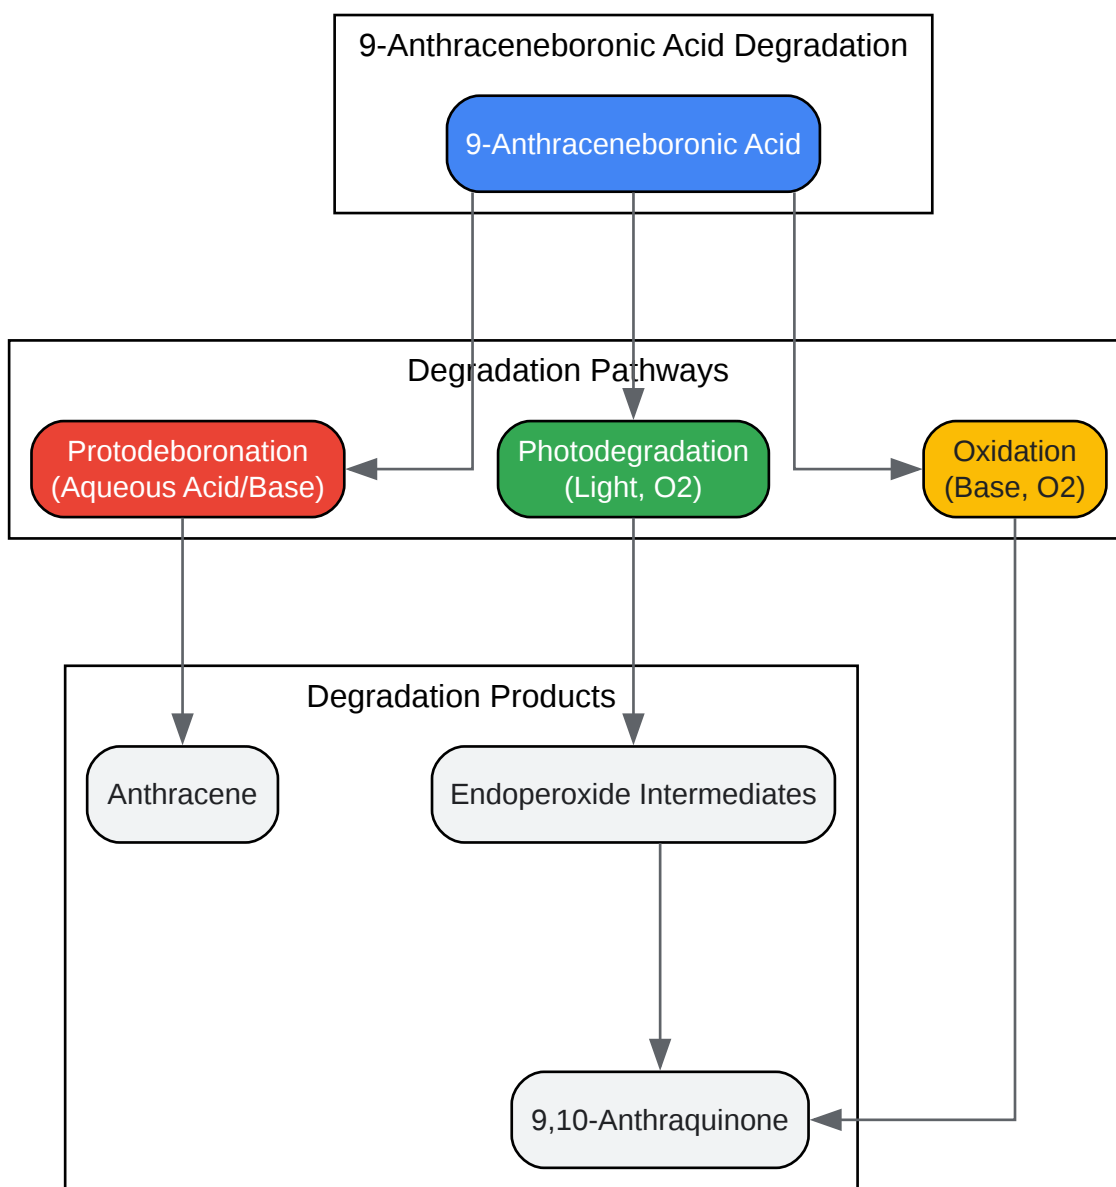 9-Anthraceneboronic Acid Degradation
9-Anthraceneboronic Acid
Degradation Pathways
Protodeboronation
(Aqueous Acid/Base)
Photodegradation
(Light, O2)
Oxidation
(Base, O2)
Degradation Products
Anthracene
Endoperoxide Intermediates
9,10-Anthraquinone